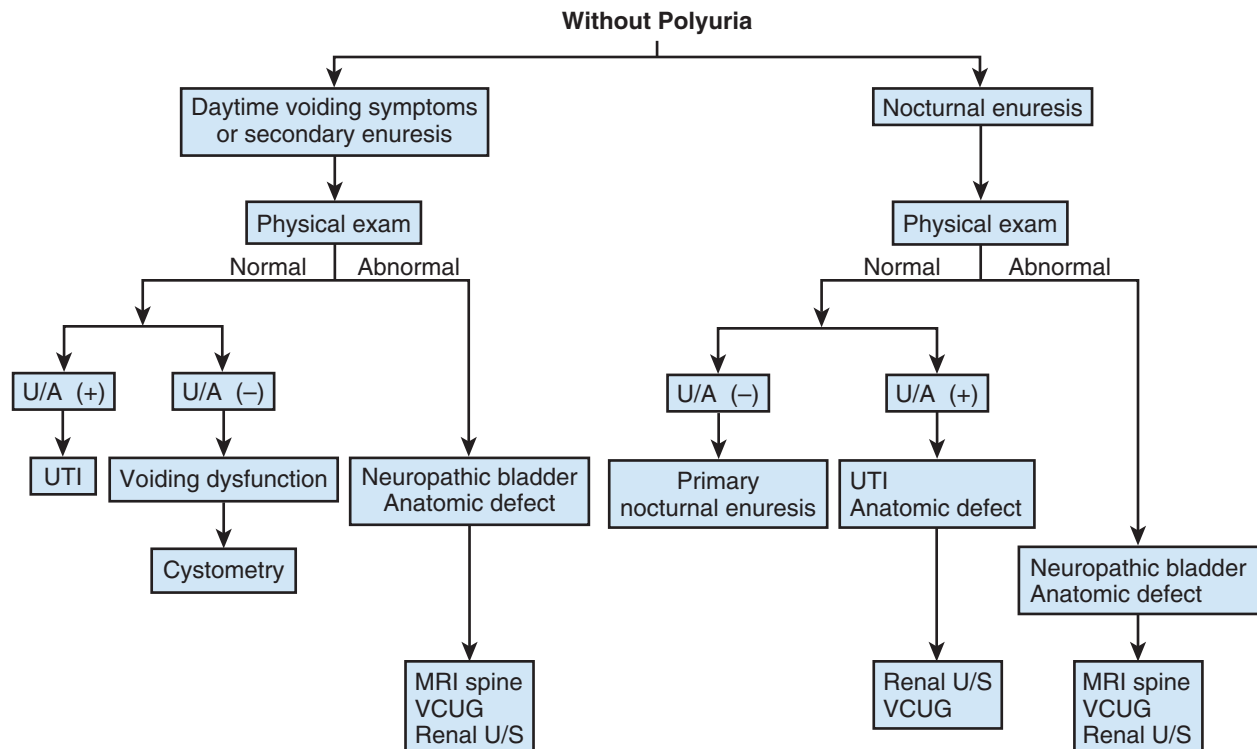 Without Polyuria
Daytime voiding symptoms
or secondary enuresis
Nocturnal enuresis
Physical exam
Physical exam
Normal
Abnormal
Normal
Abnormal
U/A (+)
U/A (–)
U/A (–)
U/A (+)
UTI
Voiding dysfunction
Neuropathic bladder
Anatomic defect
Primary
nocturnal enuresis
UTI
Anatomic defect
Cystometry
Neuropathic bladder
Anatomic defect
MRI spine
VCUG
Renal U/S
Renal U/S
VCUG
MRI spine
VCUG
Renal U/S